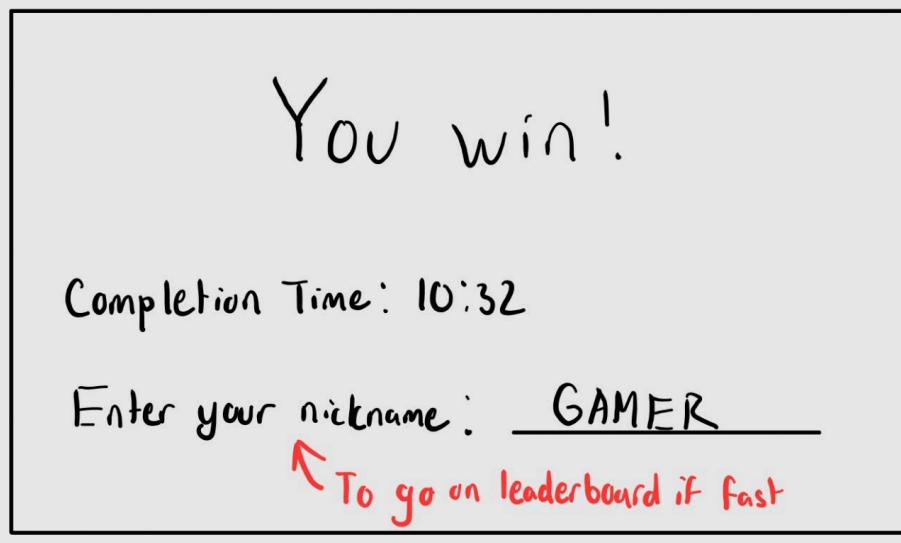 You win!
Completion Time: 10:32
Enter your nickname: GAMER
To go on leaderboard if fast